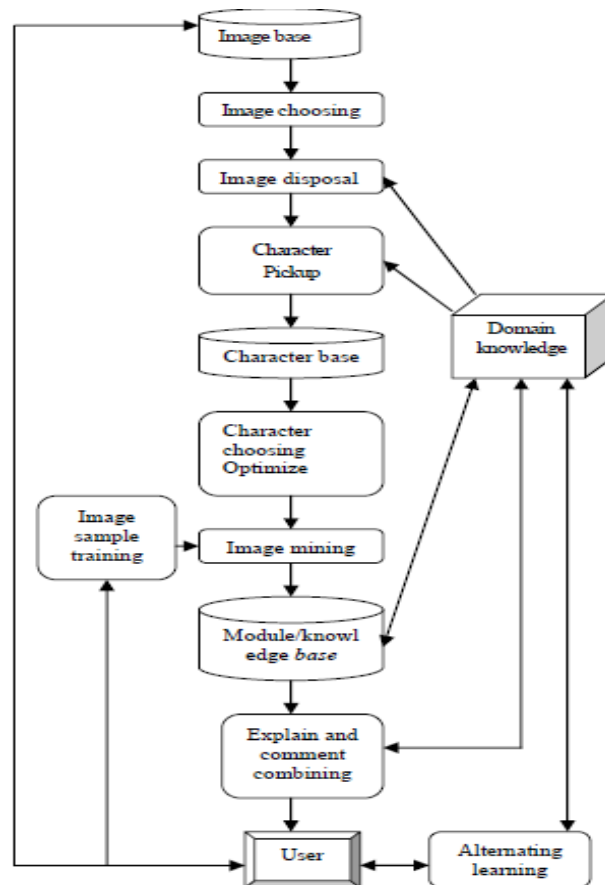 Image base
Image choosing
Image disposal
Character
Pickup
Domain
knowledge
Character base
Character
choosing
Optimize
Image
sample
training
Image mining
Module/knowl
edge base
Explain and
comment
combining
User
Alternating
learning